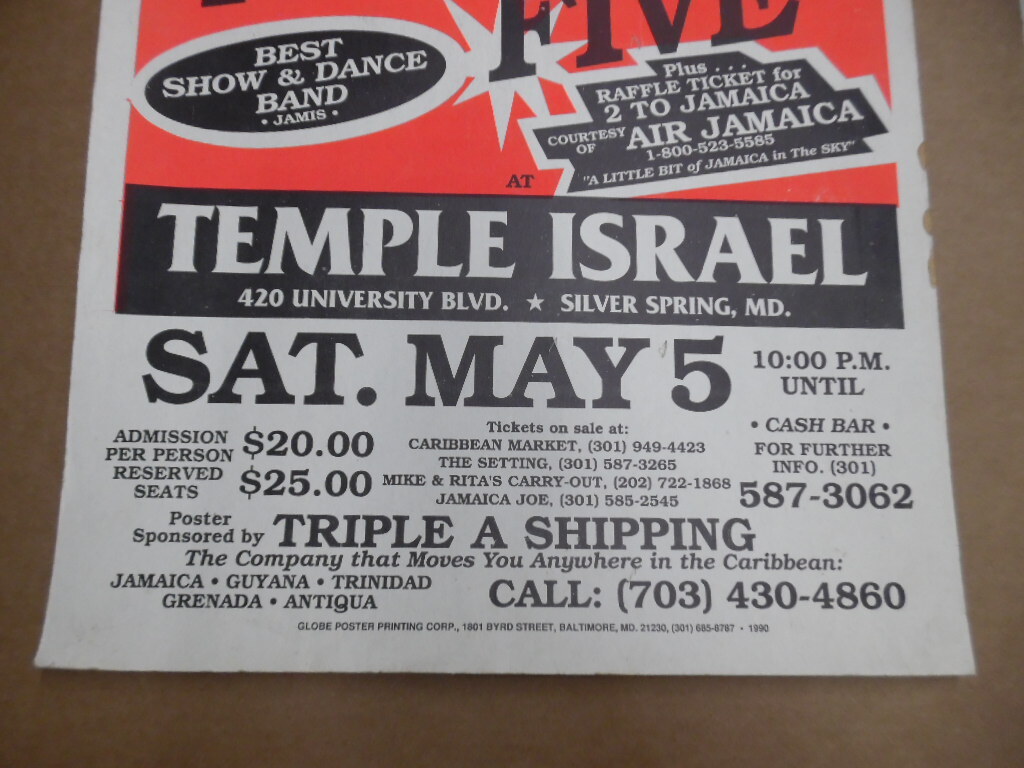 FIVE
BEST
SHOW & DANCE
BAND
• JAMIS •
Plus . . .
RAFFLE TICKET for
2 TO JAMAICA
COURTESY OF AIR JAMAICA
1-800-523-5585
"A LITTLE BIT of JAMAICA in The SKY"
AT
TEMPLE ISRAEL
420 UNIVERSITY BLVD. ★ SILVER SPRING, MD.
SAT. MAY 5
10:00 P.M.
UNTIL
ADMISSION
PER PERSON
$20.00
RESERVED
SEATS
$25.00
Tickets on sale at:
CARIBBEAN MARKET, (301) 949-4423
THE SETTING, (301) 587-3265
MIKE & RITA'S CARRY-OUT, (202) 722-1868
JAMAICA JOE, (301) 585-2545
• CASH BAR •
FOR FURTHER
INFO. (301)
587-3062
Poster
Sponsored by TRIPLE A SHIPPING
The Company that Moves You Anywhere in the Caribbean:
JAMAICA • GUYANA • TRINIDAD
GRENADA • ANTIQUA
CALL: (703) 430-4860
GLOBE POSTER PRINTING CORP., 1801 BYRD STREET, BALTIMORE, MD. 21230, (301) 685-8787 • 1990